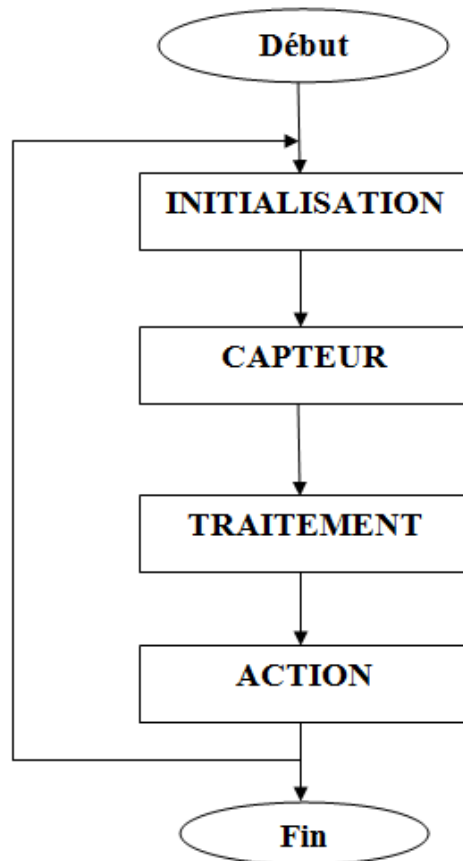 Début
INITIALISATION
CAPTEUR
TRAITEMENT
ACTION
Fin